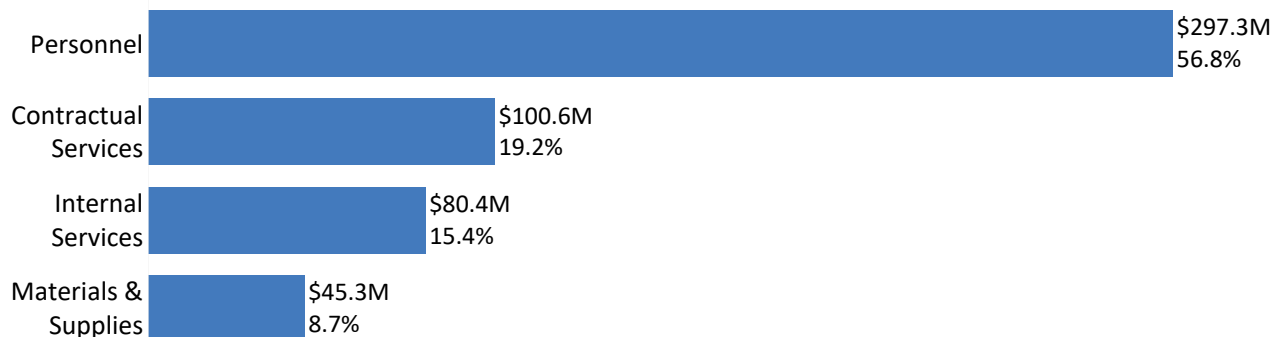 Personnel
$297.3M
56.8%
Contractual
Services
$100.6M
19.2%
Internal
Services
$80.4M
15.4%
Materials &
Supplies
$45.3M
8.7%